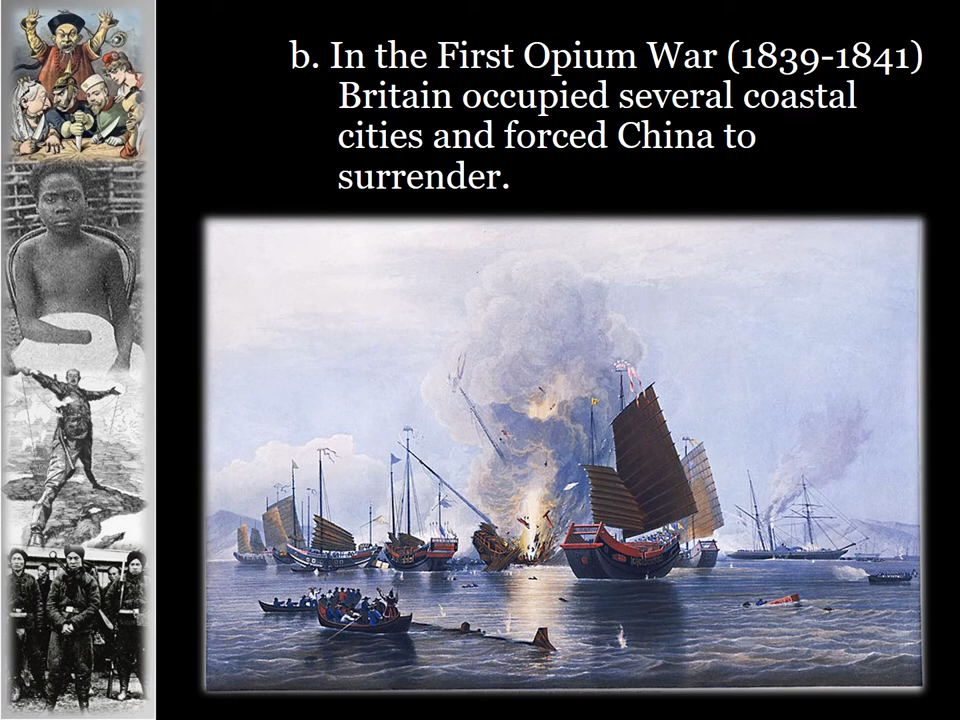 b. In the First Opium War (1839-1841)
Britain occupied several coastal
cities and forced China to
surrender.